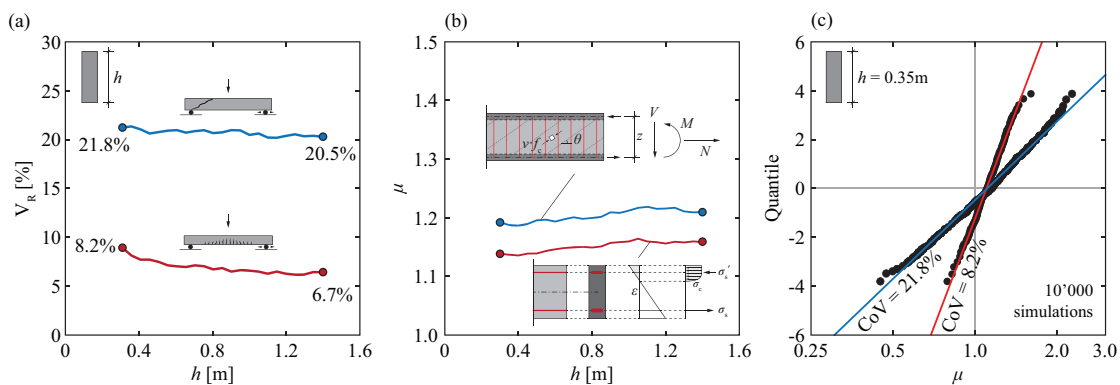 (a)
30
25
20
15
10
5
0
V_R [%]
h
21.8%
20.5%
8.2%
6.7%
0
0.4
0.8
1.2
1.6
h [m]
(b)
1.5
1.4
1.3
1.2
1.1
1.0
μ
ν·f_c
θ
z
V
M
N
ε
σ_s'
σ_c
σ_s
0
0.4
0.8
1.2
1.6
h [m]
(c)
6
4
2
0
-2
-4
-6
Quantile
h = 0.35m
CoV = 21.8%
CoV = 8.2%
10'000
simulations
0.25
0.5
1.0
2.0
3.0
μ